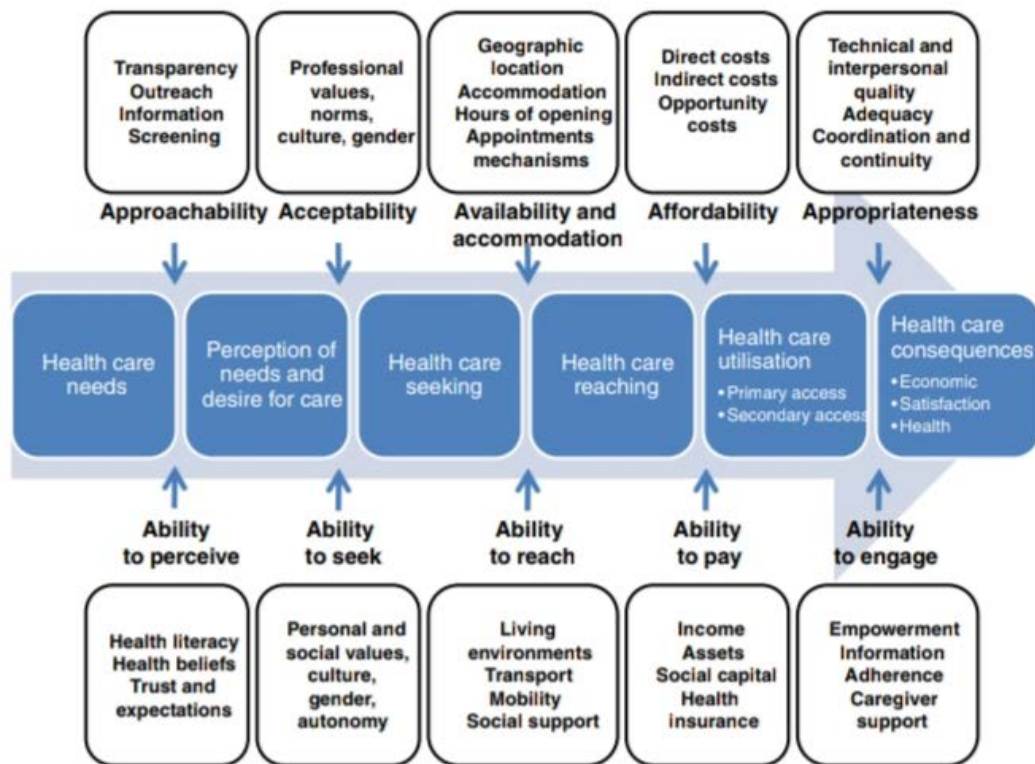 Transparency
Outreach
Information
Screening
Professional
values,
norms,
culture, gender
Geographic
location
Accommodation
Hours of opening
Appointments
mechanisms
Direct costs
Indirect costs
Opportunity
costs
Technical and
interpersonal
quality
Adequacy
Coordination and
continuity
Approachability
Acceptability
Availability and
accommodation
Affordability
Appropriateness
Health care
needs
Perception of
needs and
desire for care
Health care
seeking
Health care
reaching
Health care
utilisation
• Primary access
• Secondary access
Health care
consequences
• Economic
• Satisfaction
• Health
Ability
to perceive
Ability
to seek
Ability
to reach
Ability
to pay
Ability
to engage
Health literacy
Health beliefs
Trust and
expectations
Personal and
social values,
culture,
gender,
autonomy
Living
environments
Transport
Mobility
Social support
Income
Assets
Social capital
Health
insurance
Empowerment
Information
Adherence
Caregiver
support